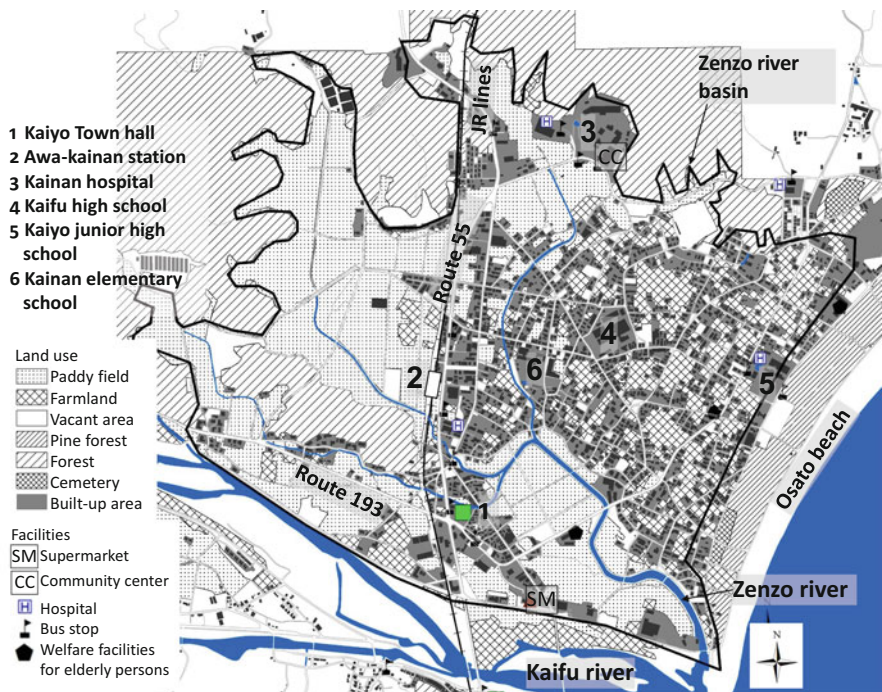 Zenzo river
basin
JR lines
H
3
CC
H
1 Kaiyo Town hall
2 Awa-kainan station
3 Kainan hospital
4 Kaifu high school
5 Kaiyo junior high
school
6 Kainan elementary
school
Route 55
4
2
6
H
5
H
Osato beach
Land use
Paddy field
Farmland
Vacant area
Pine forest
Forest
Cemetery
Built-up area
Route 193
1
Facilities
SM Supermarket
CC Community center
H Hospital
Bus stop
Welfare facilities
for elderly persons
SM
Zenzo river
N
Kaifu river